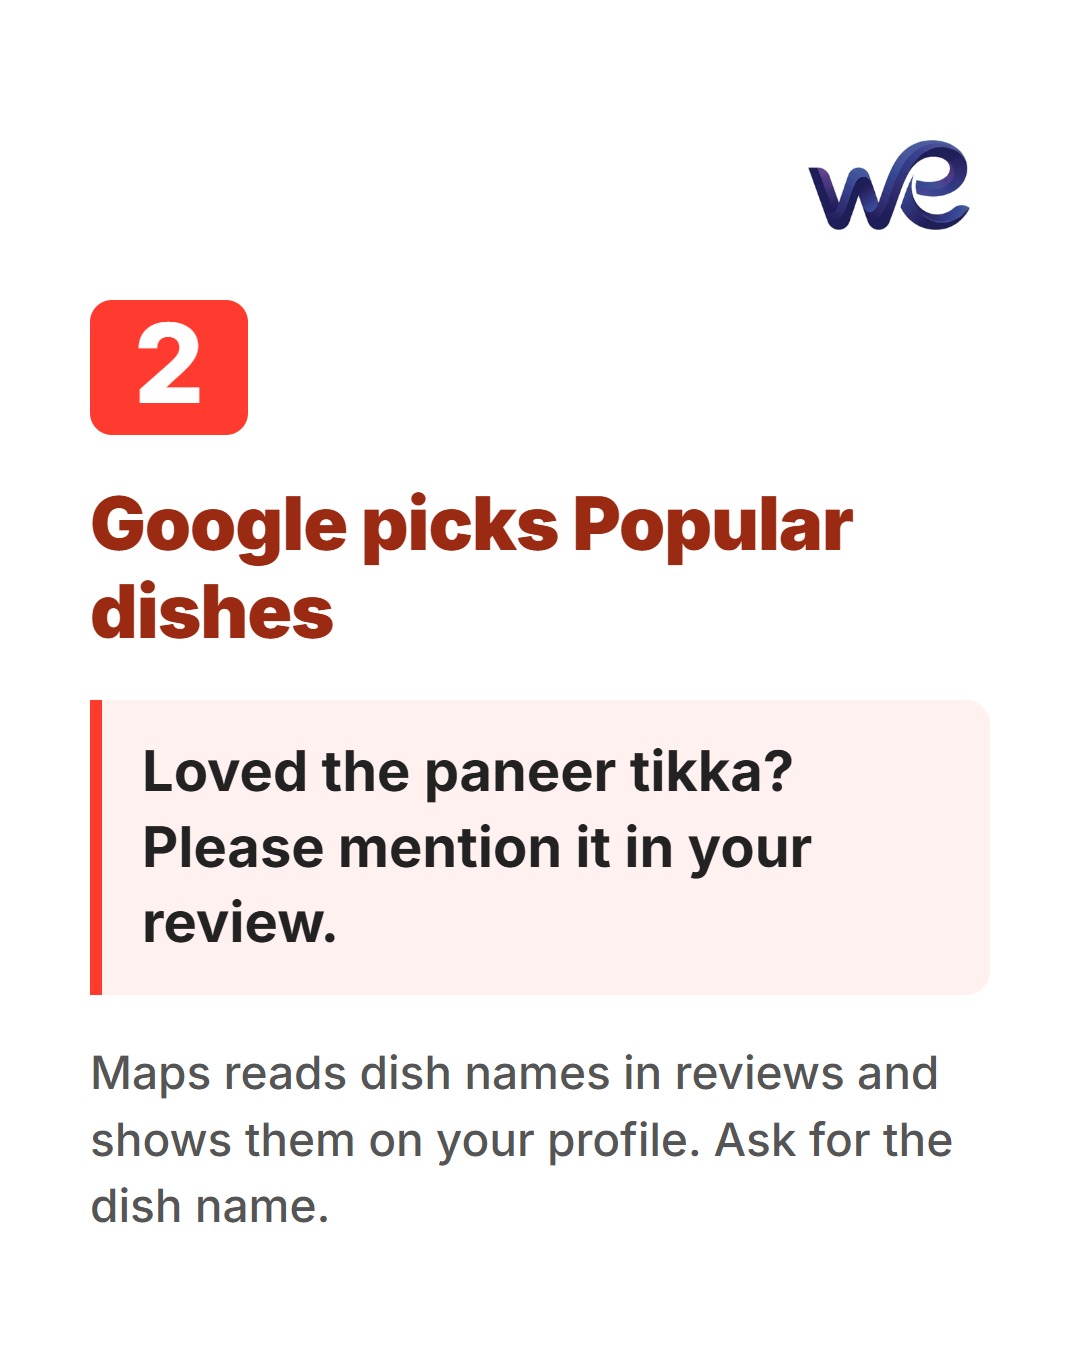 we
2
Google picks Popular
dishes
Loved the paneer tikka?
Please mention it in your
review.
Maps reads dish names in reviews and
shows them on your profile. Ask for the
dish name.